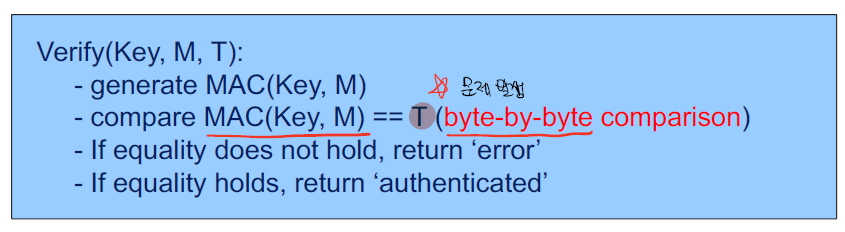 Verify(Key, M, T):
- generate MAC(Key, M)
문제 발생
- compare MAC(Key, M) == T (byte-by-byte comparison)
- If equality does not hold, return ‘error’
- If equality holds, return ‘authenticated’